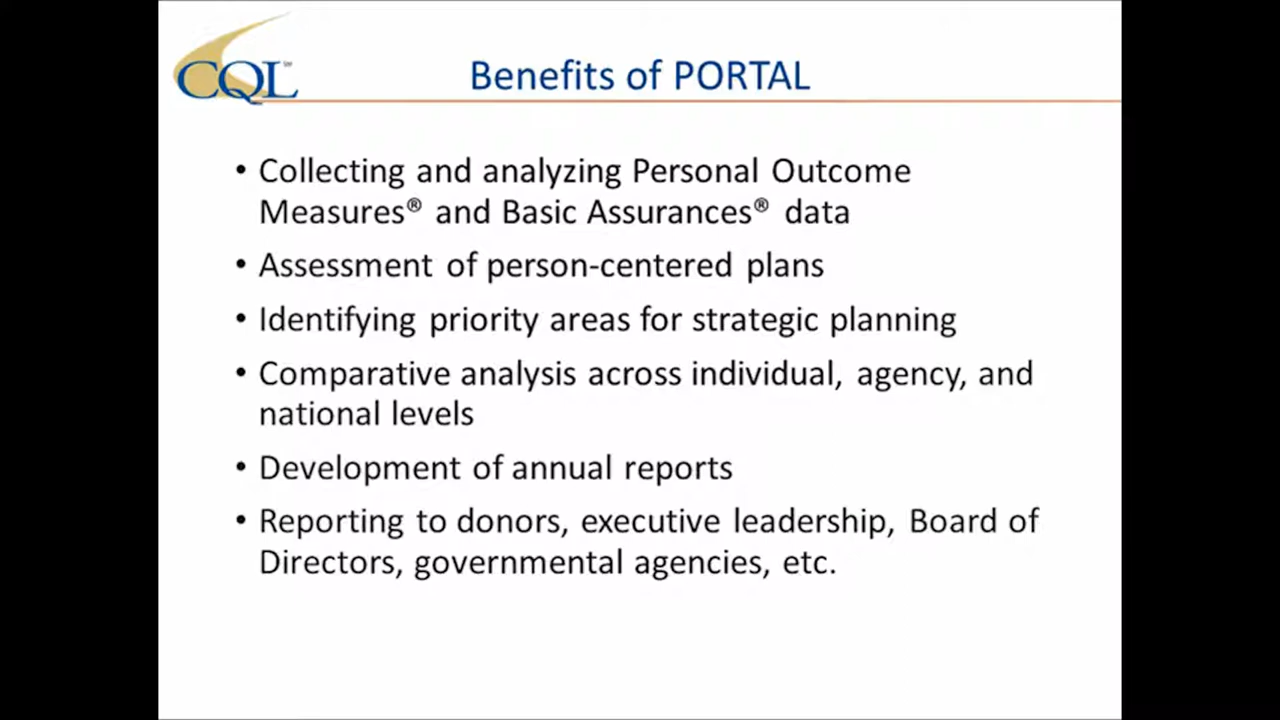 CQL℠
Benefits of PORTAL
• Collecting and analyzing Personal Outcome
Measures® and Basic Assurances® data
• Assessment of person-centered plans
• Identifying priority areas for strategic planning
• Comparative analysis across individual, agency, and
national levels
• Development of annual reports
• Reporting to donors, executive leadership, Board of
Directors, governmental agencies, etc.